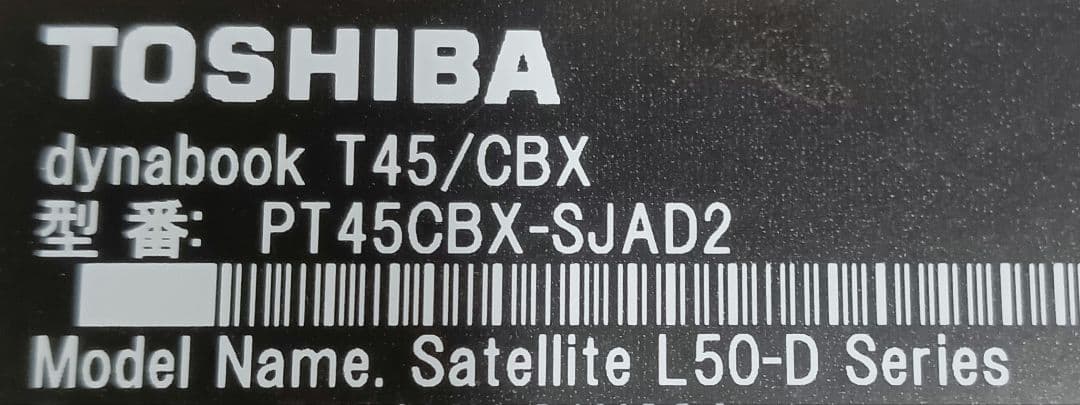 TOSHIBA
dynabook T45/CBX
型 番: PT45CBX-SJAD2
Model Name. Satellite L50-D Series